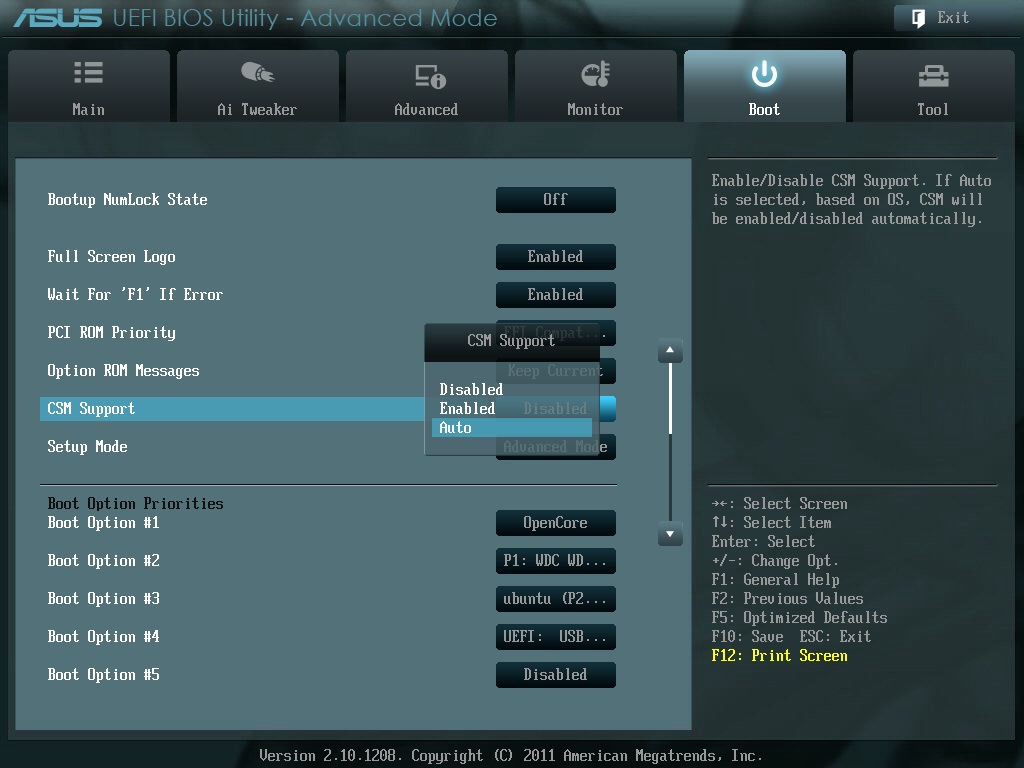 ASUS UEFI BIOS Utility - Advanced Mode
Exit
Main
Ai Tweaker
Advanced
Monitor
Boot
Tool
Bootup NumLock State Off
Full Screen Logo Enabled
Wait For 'F1' If Error Enabled
PCI ROM Priority EFI Compat...
Option ROM Messages Keep Current
CSM Support Disabled
Setup Mode Advanced Mode
CSM Support
Disabled
Enabled
Auto
Boot Option Priorities
Boot Option #1 OpenCore
Boot Option #2 P1: WDC WD...
Boot Option #3 ubuntu (P2...
Boot Option #4 UEFI:  USB...
Boot Option #5 Disabled
Enable/Disable CSM Support. If Auto
is selected, based on OS, CSM will
be enabled/disabled automatically.
→←: Select Screen
↑↓: Select Item
Enter: Select
+/-: Change Opt.
F1: General Help
F2: Previous Values
F5: Optimized Defaults
F10: Save  ESC: Exit
F12: Print Screen
Version 2.10.1208. Copyright (C) 2011 American Megatrends, Inc.